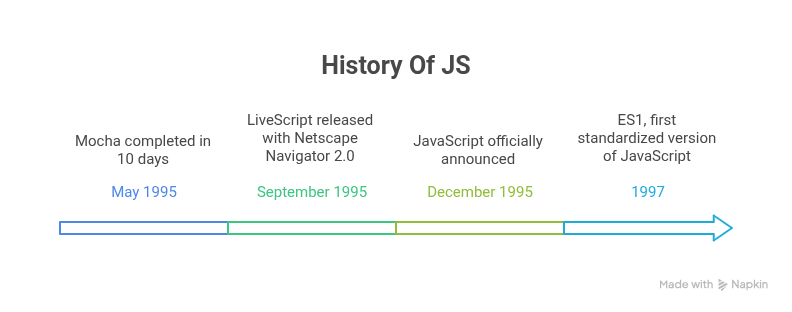 History Of JS
Mocha completed in
10 days
May 1995
LiveScript released
with Netscape
Navigator 2.0
September 1995
JavaScript officially
announced
December 1995
ES1, first
standardized version
of JavaScript
1997
Made with Napkin